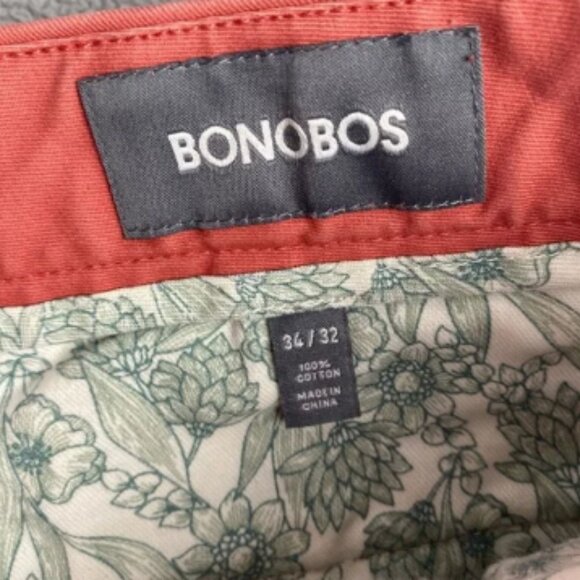 BONOBOS
34/32
100%
COTTON
MADE IN
CHINA